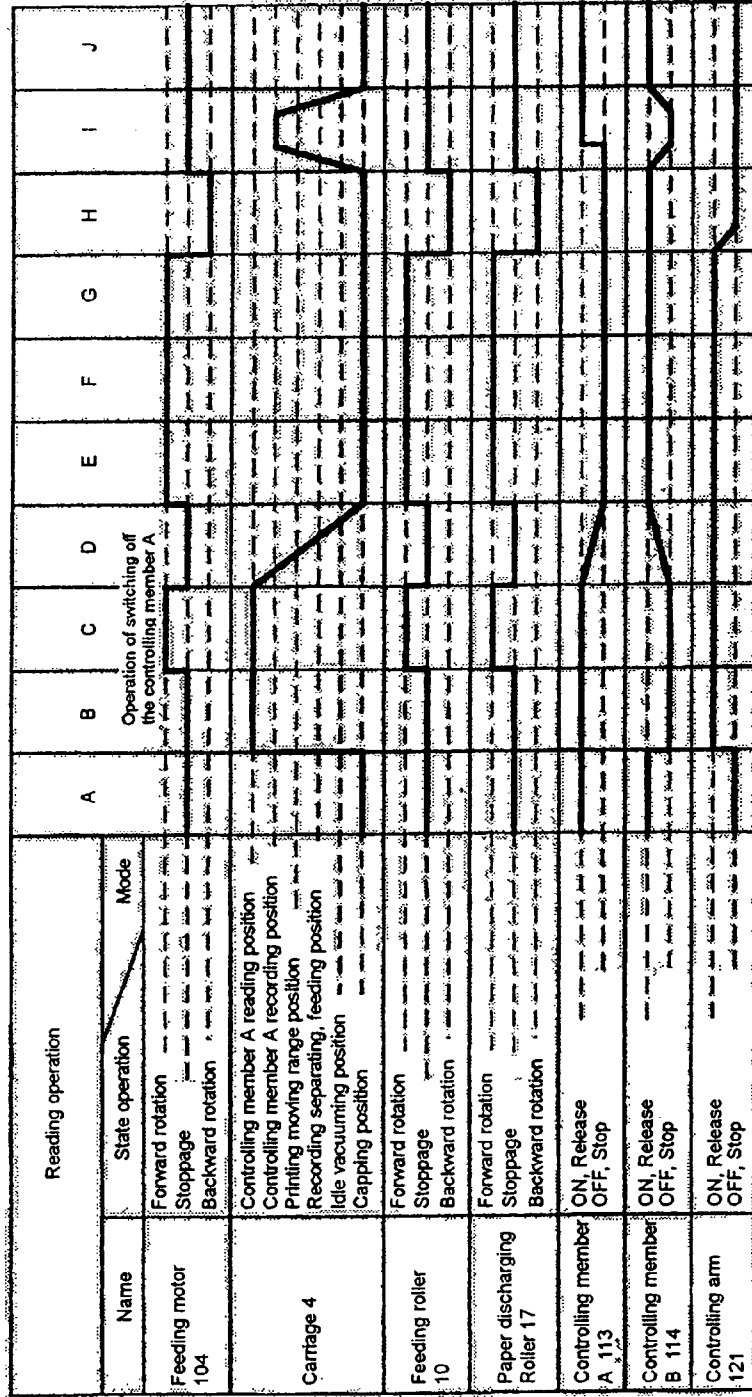 Reading operation
A B C D E F G H I J
Name
State operation
Mode
Operation of switching off
the controlling member A
Feeding motor
104
Forward rotation
Stoppage
Backward rotation
Carriage 4
Controlling member A reading position
Controlling member A recording position
Printing moving range position
Recording separating, feeding position
Idle vacuuming position
Capping position
Feeding roller
10
Forward rotation
Stoppage
Backward rotation
Paper discharging
Roller 17
Forward rotation
Stoppage
Backward rotation
Controlling member
A 113
ON, Release
OFF, Stop
Controlling member
B 114
ON, Release
OFF, Stop
Controlling arm
121
ON, Release
OFF, Stop